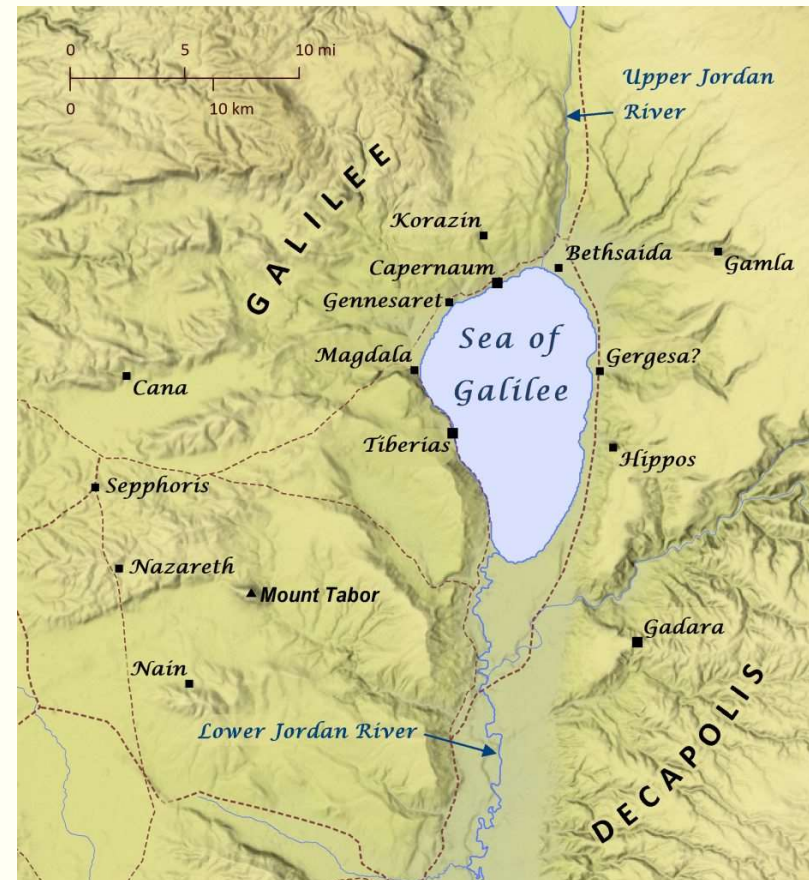 0 5 10 mi
0 10 km
Upper Jordan
River
GALILEE
Korazin
Bethsaida
Gamla
Capernaum
Gennesaret
Sea of
Galilee
Magdala
Gergesa?
Cana
Tiberias
Hippos
Sepphoris
Nazareth
Mount Tabor
Gadara
Nain
Lower Jordan River
DECAPOLIS